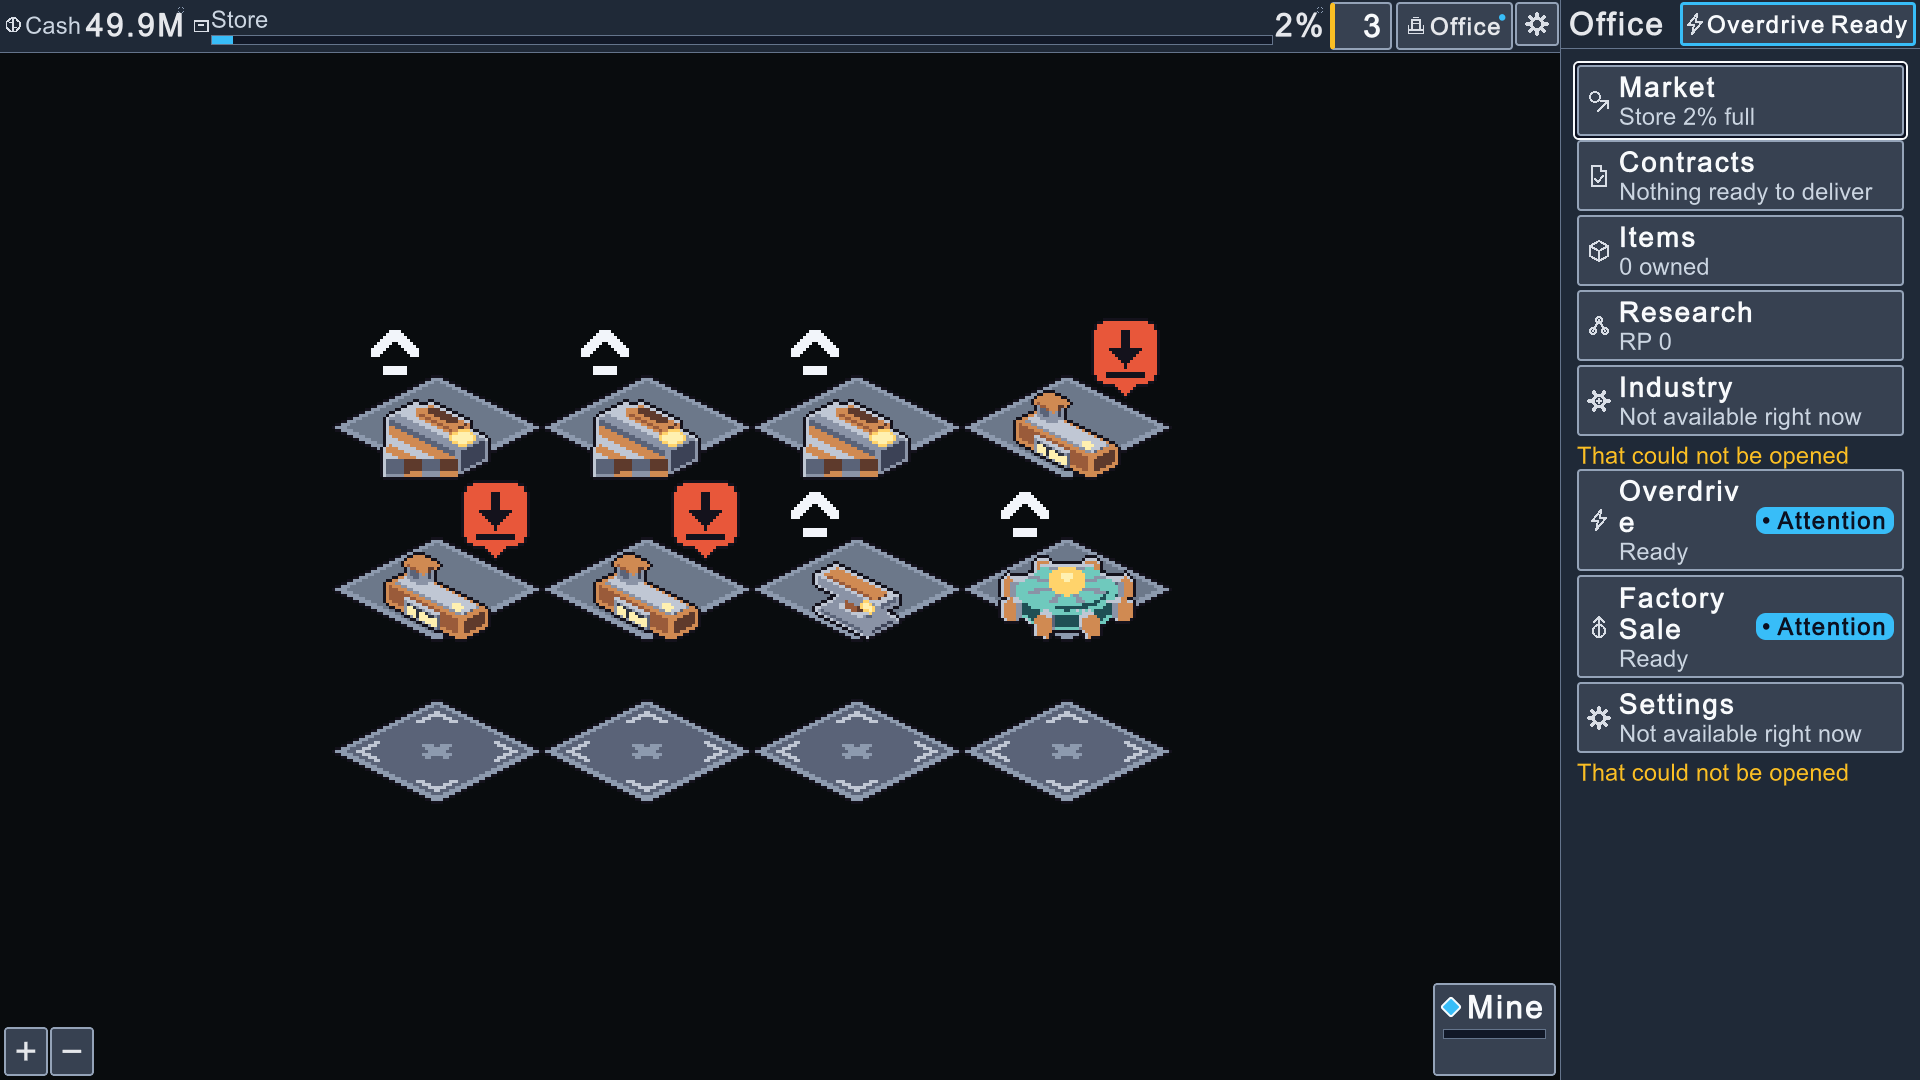 Cash 49.9M Store 2% 3 Office
Office Overdrive Ready
Market
Store 2% full
Contracts
Nothing ready to deliver
Items
0 owned
Research
RP 0
Industry
Not available right now
That could not be opened
Overdriv
e
• Attention
Ready
Factory
Sale
• Attention
Ready
Settings
Not available right now
That could not be opened
Mine
+ −